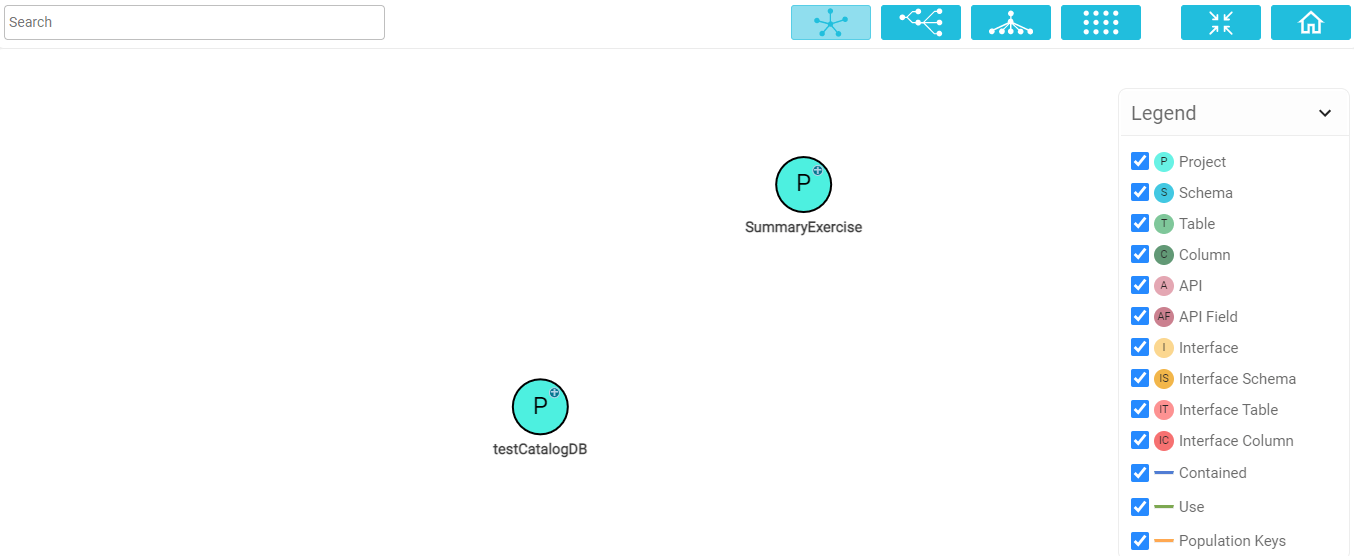 Search
Legend
P
SummaryExercise
P
testCatalogDB
P Project
S Schema
T Table
C Column
A API
AF API Field
I Interface
IS Interface Schema
IT Interface Table
IC Interface Column
Contained
Use
Population Keys